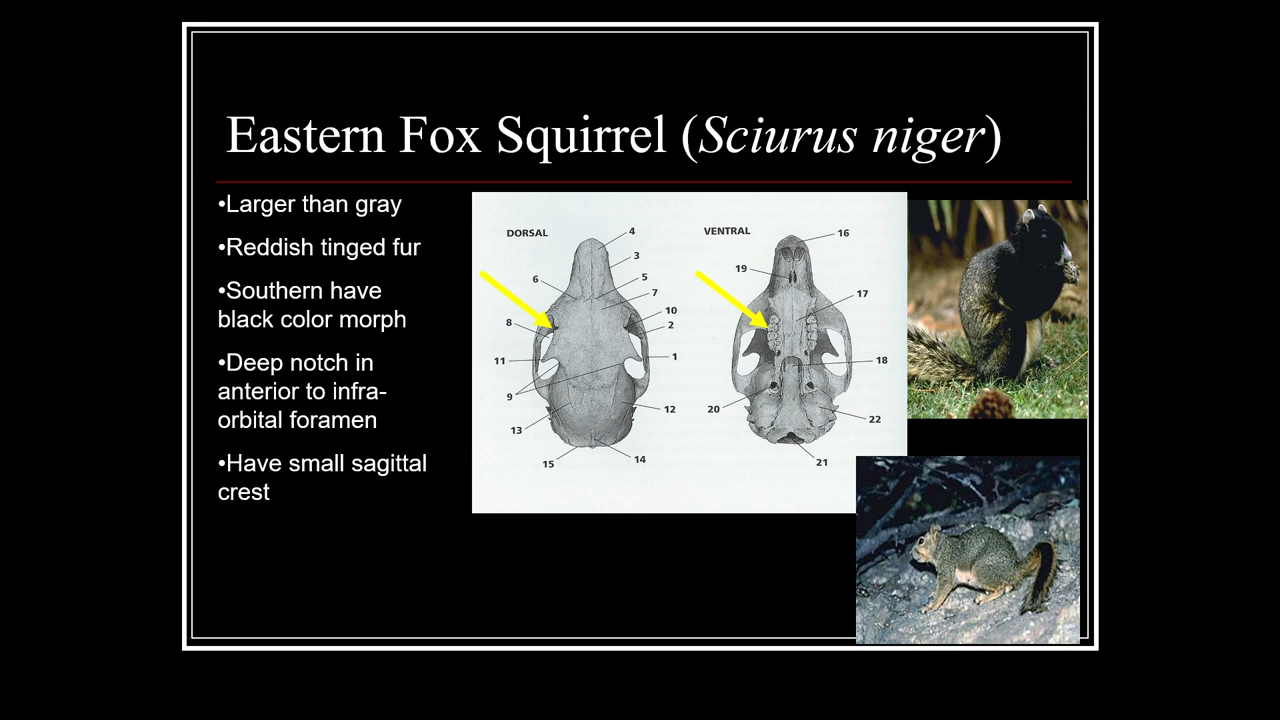 Eastern Fox Squirrel (Sciurus niger)
•Larger than gray
•Reddish tinged fur
•Southern have
black color morph
•Deep notch in
anterior to infra-
orbital foramen
•Have small sagittal
crest
DORSAL
4
3
6
5
7
10
8
2
11
1
9
12
13
15
14
VENTRAL
16
19
17
18
20
22
21